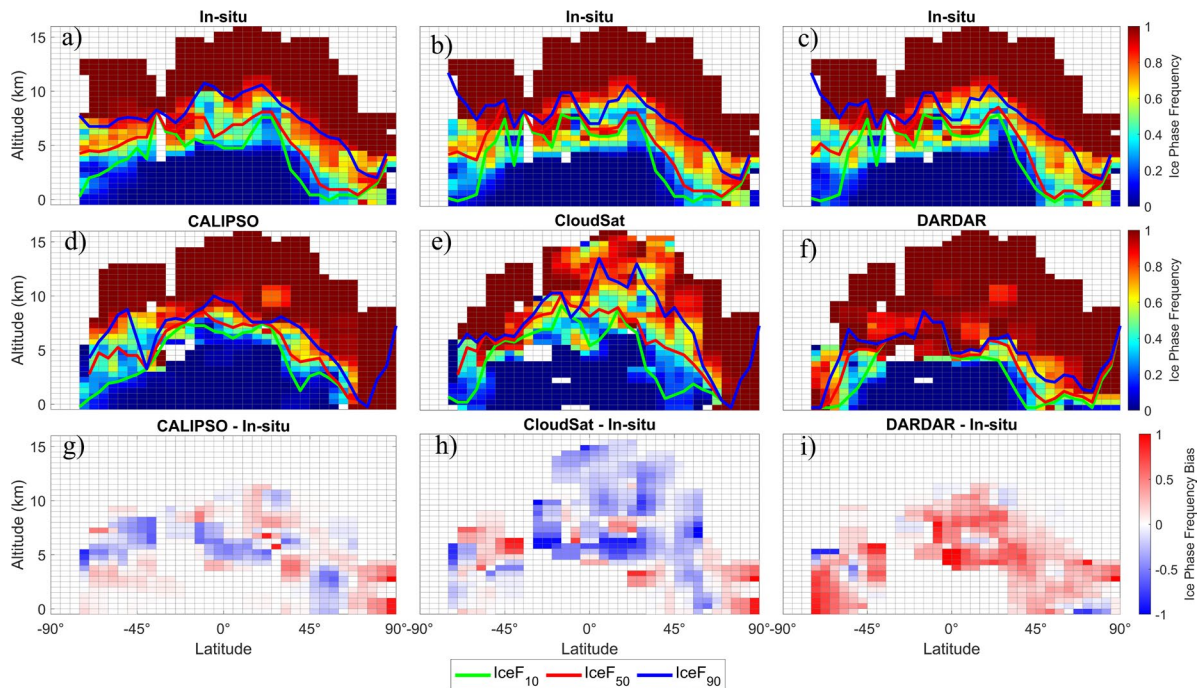 In-situ In-situ In-situ
a) b) c)
15
10
5
0
Altitude (km)
1
0.8
0.6
0.4
0.2
0
Ice Phase Frequency
CALIPSO CloudSat DARDAR
d) e) f)
15
10
5
0
Altitude (km)
1
0.8
0.6
0.4
0.2
0
Ice Phase Frequency
CALIPSO - In-situ CloudSat - In-situ DARDAR - In-situ
g) h) i)
15
10
5
0
Altitude (km)
1
0.5
0
-0.5
-1
Ice Phase Frequency Bias
-90° -45° 0° 45° 90° -45° 0° 45° 90° -45° 0° 45° 90°
Latitude Latitude Latitude
IceF10 IceF50 IceF90